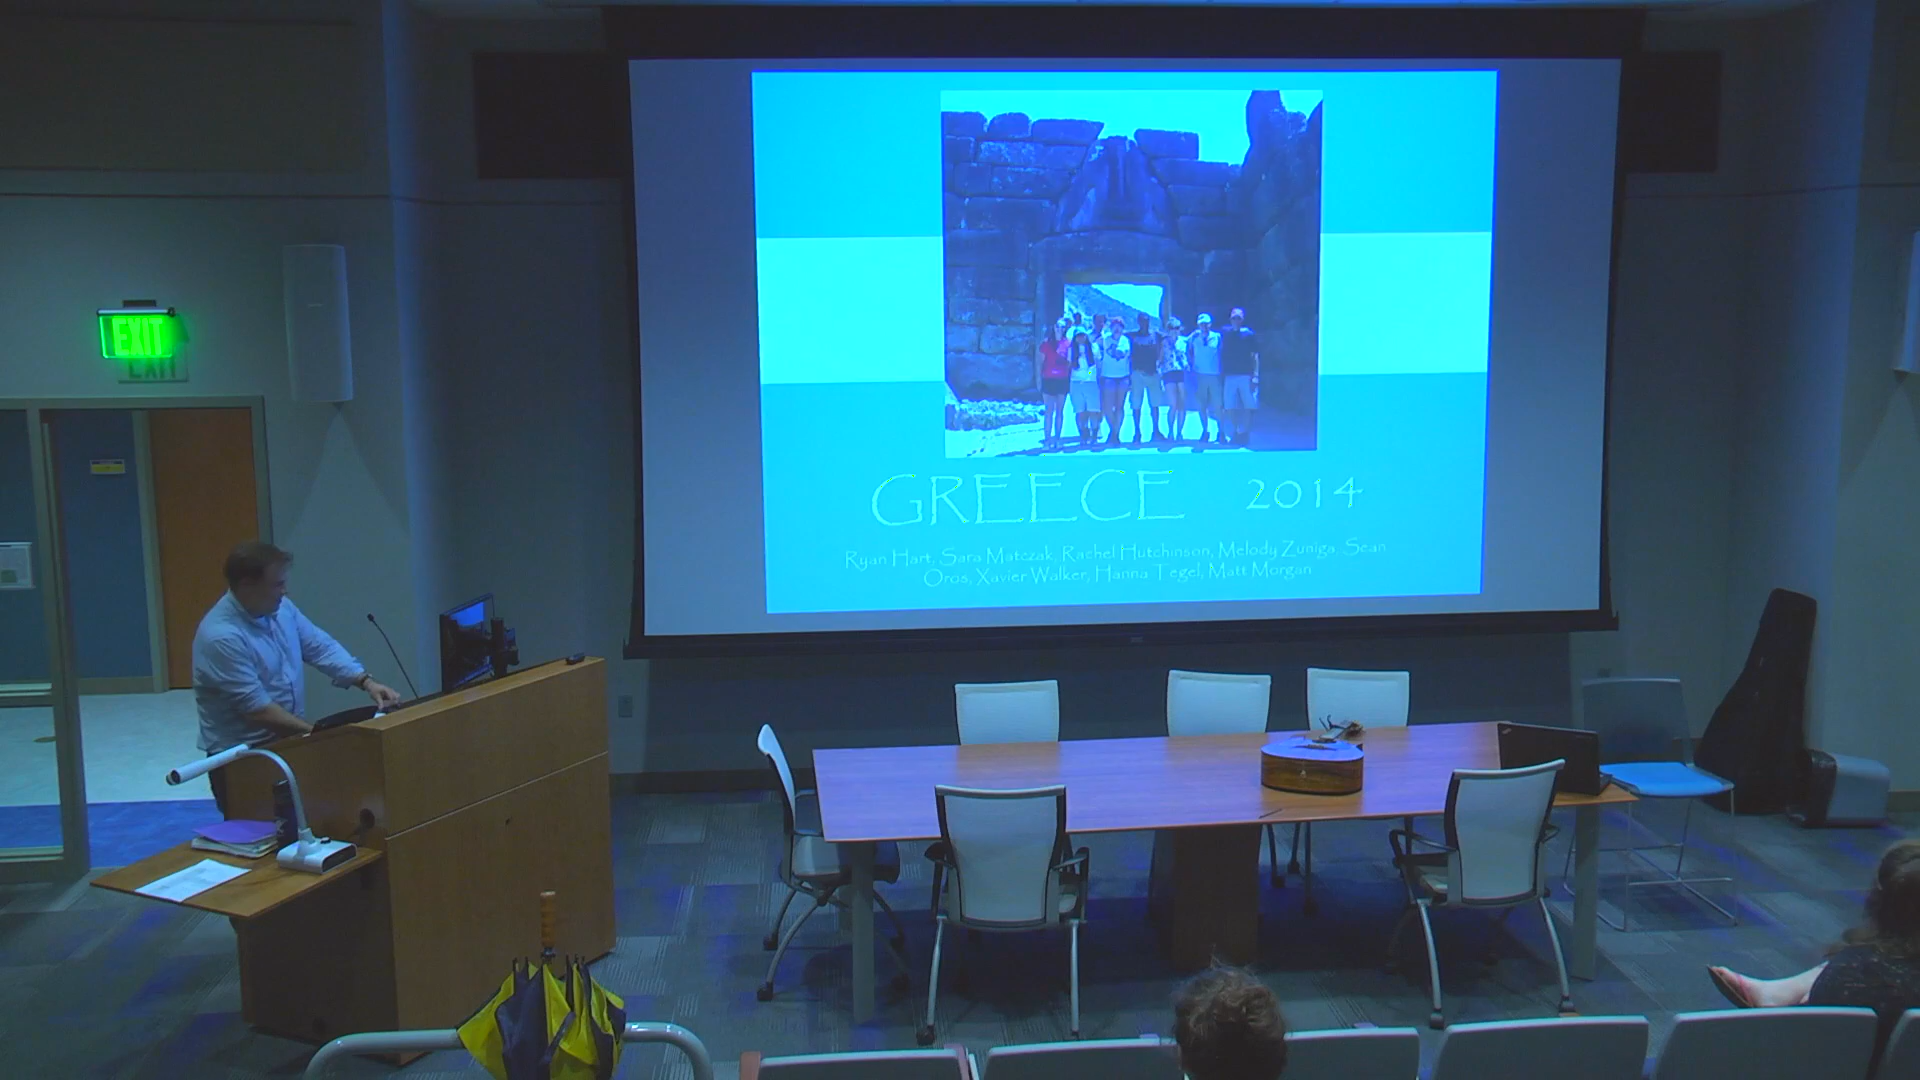 EXIT
GREECE 2014
Ryan Hart, Sara Matczak, Rachel Hutchinson, Melody Zuniga, Sean
Oros, Xavier Walker, Hanna Tegel, Matt Morgan